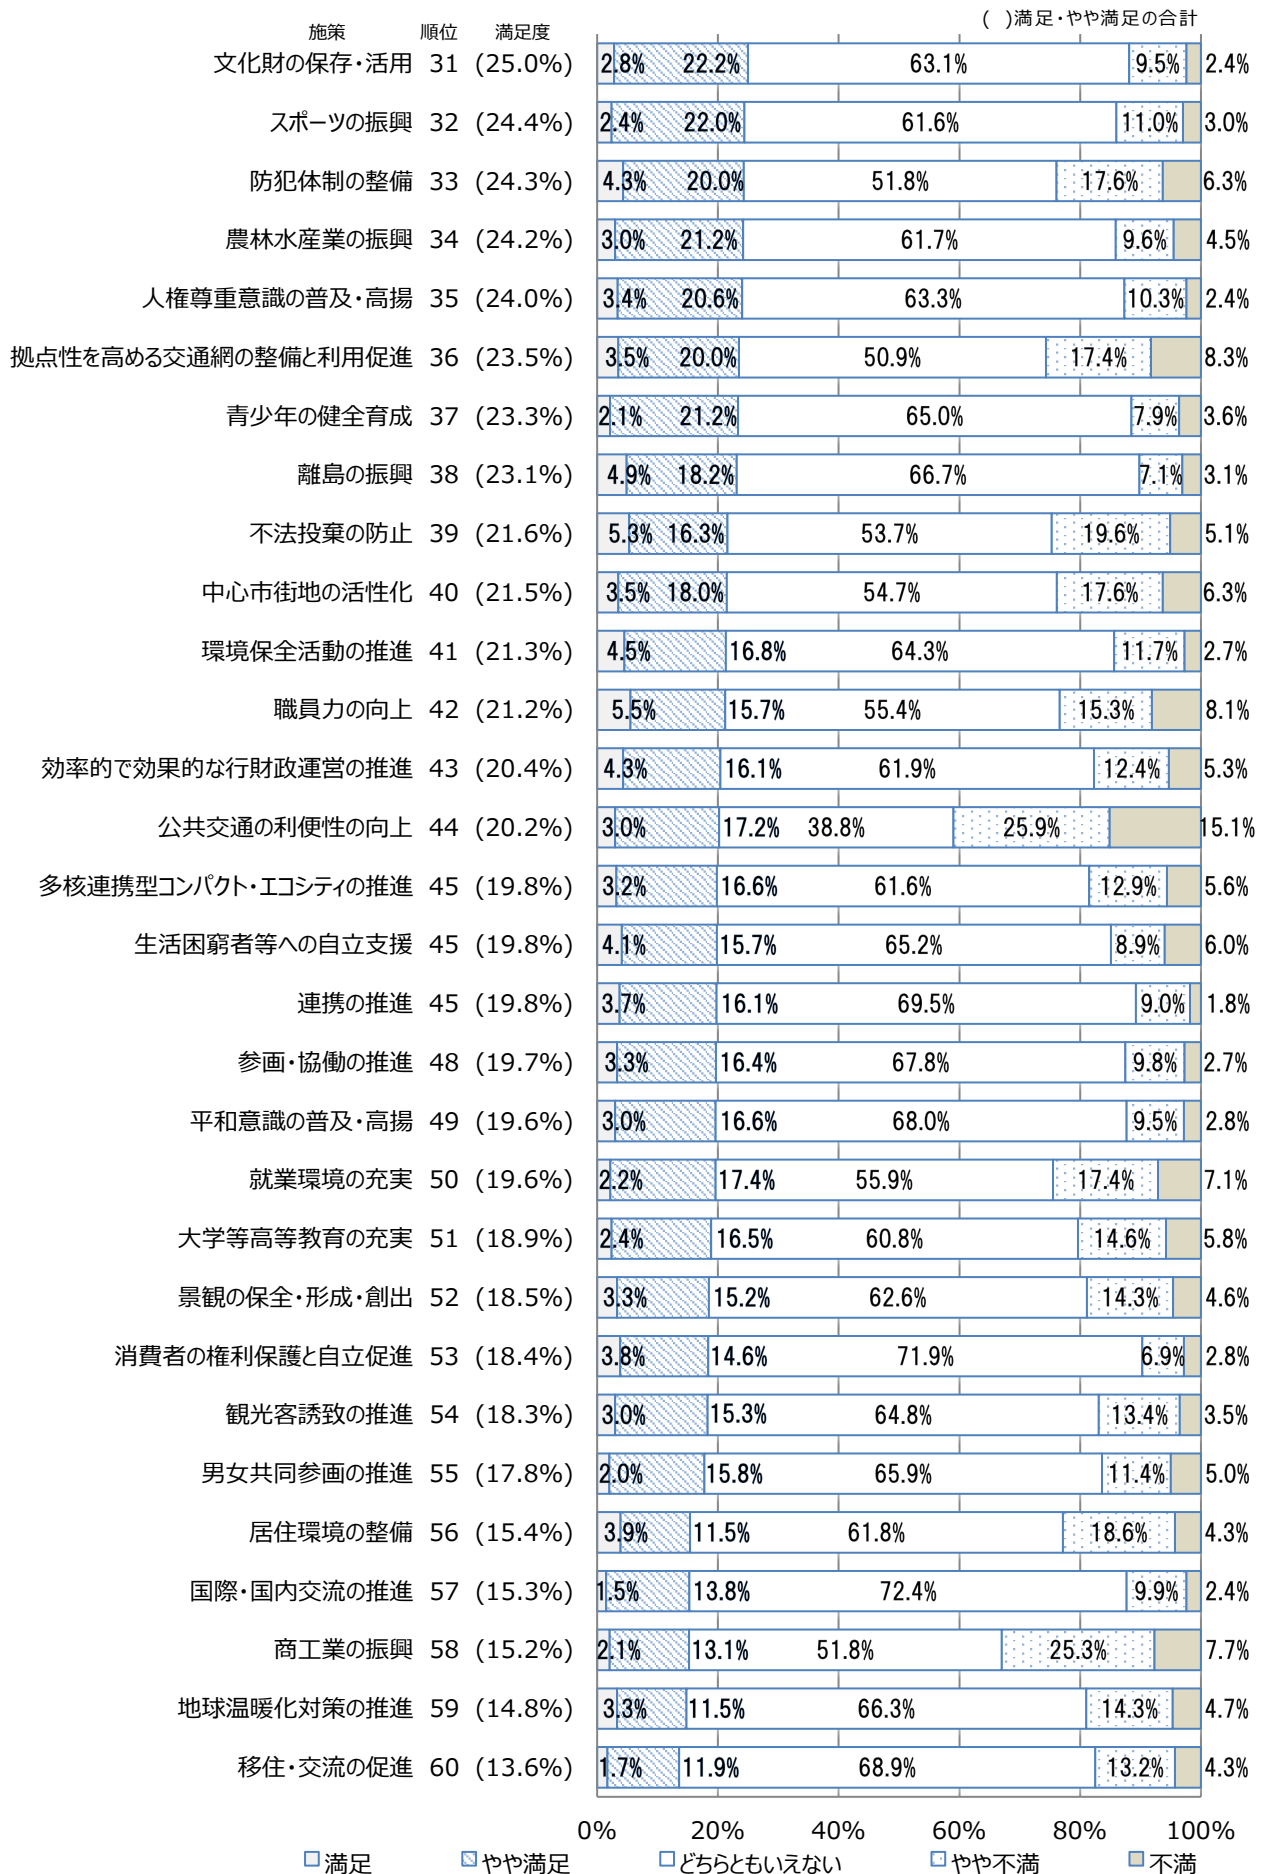 ( )満足・やや満足の合計
施策 順位 満足度
文化財の保存・活用 31 (25.0%) 2.8% 22.2% 63.1% 9.5% 2.4%
スポーツの振興 32 (24.4%) 2.4% 22.0% 61.6% 11.0% 3.0%
防犯体制の整備 33 (24.3%) 4.3% 20.0% 51.8% 17.6% 6.3%
農林水産業の振興 34 (24.2%) 3.0% 21.2% 61.7% 9.6% 4.5%
人権尊重意識の普及・高揚 35 (24.0%) 3.4% 20.6% 63.3% 10.3% 2.4%
拠点性を高める交通網の整備と利用促進 36 (23.5%) 3.5% 20.0% 50.9% 17.4% 8.3%
青少年の健全育成 37 (23.3%) 2.1% 21.2% 65.0% 7.9% 3.6%
離島の振興 38 (23.1%) 4.9% 18.2% 66.7% 7.1% 3.1%
不法投棄の防止 39 (21.6%) 5.3% 16.3% 53.7% 19.6% 5.1%
中心市街地の活性化 40 (21.5%) 3.5% 18.0% 54.7% 17.6% 6.3%
環境保全活動の推進 41 (21.3%) 4.5% 16.8% 64.3% 11.7% 2.7%
職員力の向上 42 (21.2%) 5.5% 15.7% 55.4% 15.3% 8.1%
効率的で効果的な行財政運営の推進 43 (20.4%) 4.3% 16.1% 61.9% 12.4% 5.3%
公共交通の利便性の向上 44 (20.2%) 3.0% 17.2% 38.8% 25.9% 15.1%
多核連携型コンパクト・エコシティの推進 45 (19.8%) 3.2% 16.6% 61.6% 12.9% 5.6%
生活困窮者等への自立支援 45 (19.8%) 4.1% 15.7% 65.2% 8.9% 6.0%
連携の推進 45 (19.8%) 3.7% 16.1% 69.5% 9.0% 1.8%
参画・協働の推進 48 (19.7%) 3.3% 16.4% 67.8% 9.8% 2.7%
平和意識の普及・高揚 49 (19.6%) 3.0% 16.6% 68.0% 9.5% 2.8%
就業環境の充実 50 (19.6%) 2.2% 17.4% 55.9% 17.4% 7.1%
大学等高等教育の充実 51 (18.9%) 2.4% 16.5% 60.8% 14.6% 5.8%
景観の保全・形成・創出 52 (18.5%) 3.3% 15.2% 62.6% 14.3% 4.6%
消費者の権利保護と自立促進 53 (18.4%) 3.8% 14.6% 71.9% 6.9% 2.8%
観光客誘致の推進 54 (18.3%) 3.0% 15.3% 64.8% 13.4% 3.5%
男女共同参画の推進 55 (17.8%) 2.0% 15.8% 65.9% 11.4% 5.0%
居住環境の整備 56 (15.4%) 3.9% 11.5% 61.8% 18.6% 4.3%
国際・国内交流の推進 57 (15.3%) 1.5% 13.8% 72.4% 9.9% 2.4%
商工業の振興 58 (15.2%) 2.1% 13.1% 51.8% 25.3% 7.7%
地球温暖化対策の推進 59 (14.8%) 3.3% 11.5% 66.3% 14.3% 4.7%
移住・交流の促進 60 (13.6%) 1.7% 11.9% 68.9% 13.2% 4.3%
0% 20% 40% 60% 80% 100%
満足 やや満足 どちらともいえない やや不満 不満